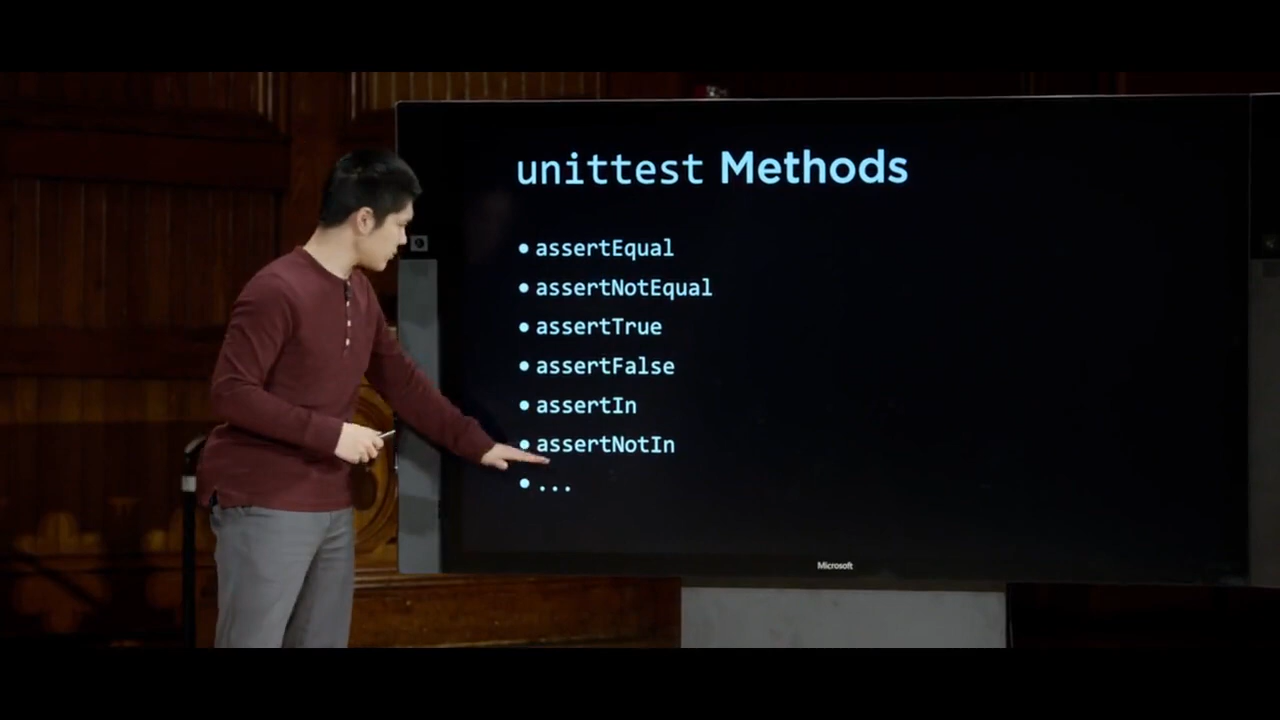 unittest Methods
• assertEqual
• assertNotEqual
• assertTrue
• assertFalse
• assertIn
• assertNotIn
• ...
Microsoft